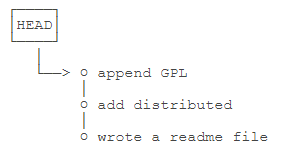 HEAD
append GPL
add distributed
wrote a readme file